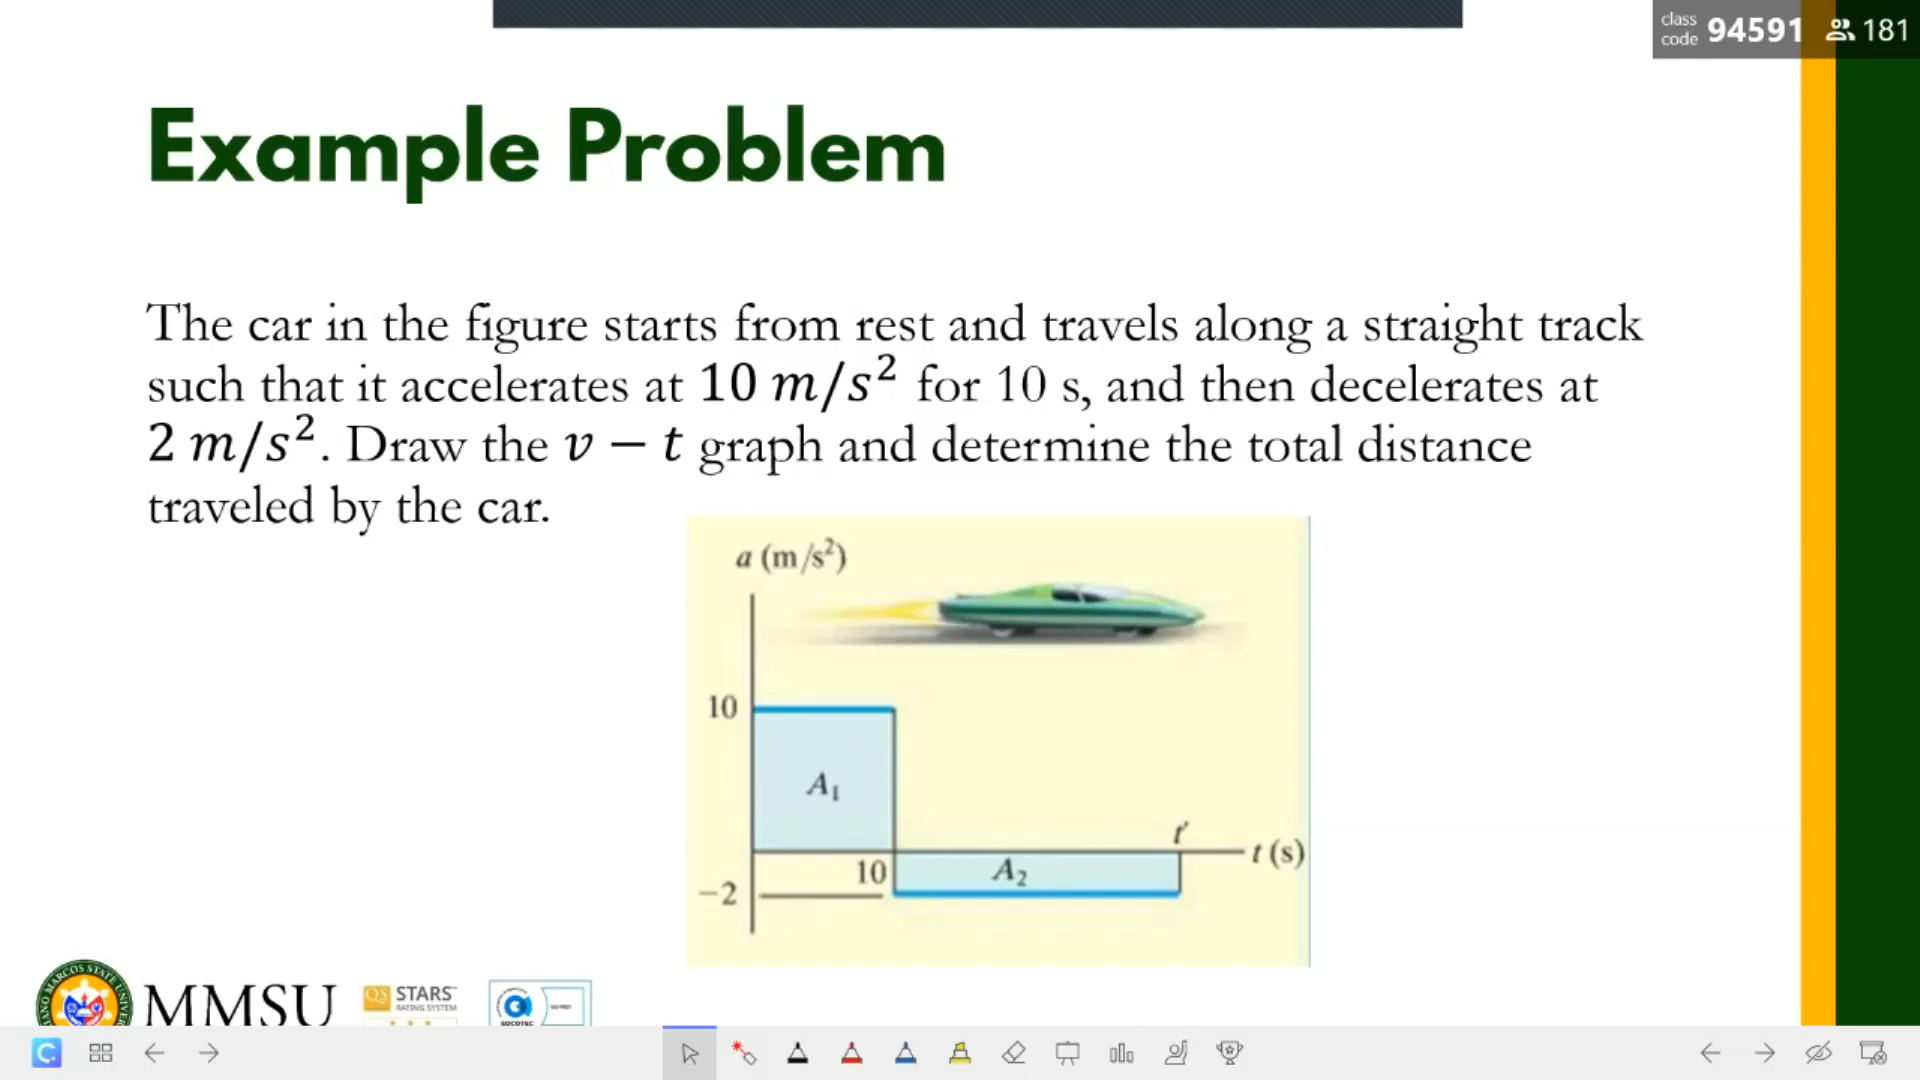 class
code 94591 181
Example Problem
The car in the figure starts from rest and travels along a straight track
such that it accelerates at 10 m/s² for 10 s, and then decelerates at
2 m/s². Draw the v − t graph and determine the total distance
traveled by the car.
a (m/s²)
10
A₁
t′
t (s)
10
A₂
−2
MMSU
QS STARS™
RATING SYSTEM
SOCOTEC